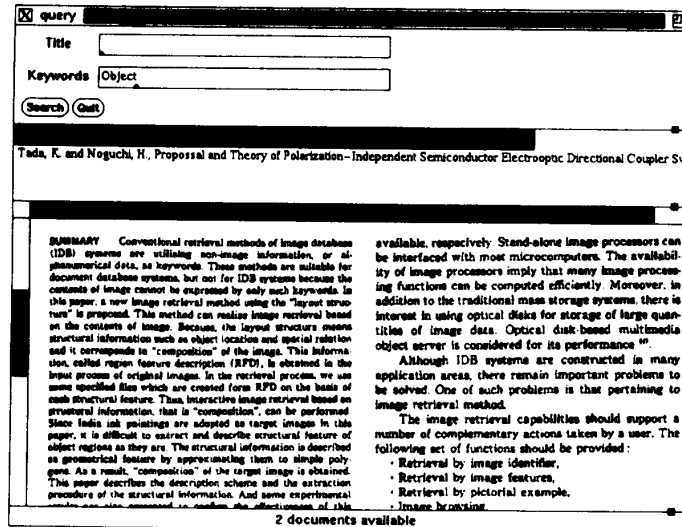 query
Title
Keywords Object
Search Quit
Tada, K. and Noguchi, H., Propossal and Theory of Polarization-Independent Semiconductor Electrooptic Directional Coupler Sw
SUMMARY Conventional retrieval methods of image database
(IDB) systems are utilizing non-image information, or al-
phanumerical data, as keywords. These methods are suitable for
document database systems, but not for IDB systems because the
contents of image cannot be expressed by only such keywords. In
this paper, a new image retrieval method using the "layout struc-
ture" is proposed. This method can realize image retrieval based
on the contents of image. Because, the layout structure means
structural information such as object location and spatial relation
and it corresponds to "composition" of the image. This informa-
tion, called region feature description (RFD), is obtained in the
input process of original images. In the retrieval process, we use
some specified files which are created form RFD on the basis of
each structural feature. Thus, interactive image retrieval based on
structural information, that is "composition", can be performed.
Since India ink paintings are adopted as target images in this
paper, it is difficult to extract and describe structural feature of
object regions as they are. The structural information is described
as geometrical feature by approximating them to simple poly-
gons. As a result, "composition" of the target image is obtained.
This paper describes the description scheme and the extraction
procedure of the structural information. And some experimental
results are also presented to confirm the effectiveness of this
available, respecively. Stand-alone image processors can
be interfaced with most microcomputers. The availabil-
ity of image processors imply that many image process-
ing functions can be computed efficiently. Moreover, in
addition to the traditional mass storage systems, there is
interest in using optical disks for storage of large quan-
tities of image data. Optical disk-based multimedia
object server is considered for its performance
Although IDB systems are constructed in many
application areas, there remain important problems to
be solved. One of such problems is that pertaining to
image retrieval method.
The image retrieval capabilities should support a
number of complementary actions taken by a user. The
following set of functions should be provided :
· Retrieval by image identifier,
· Retrieval by image features,
· Retrieval by pictorial example,
· Image browsing,
2 documents available